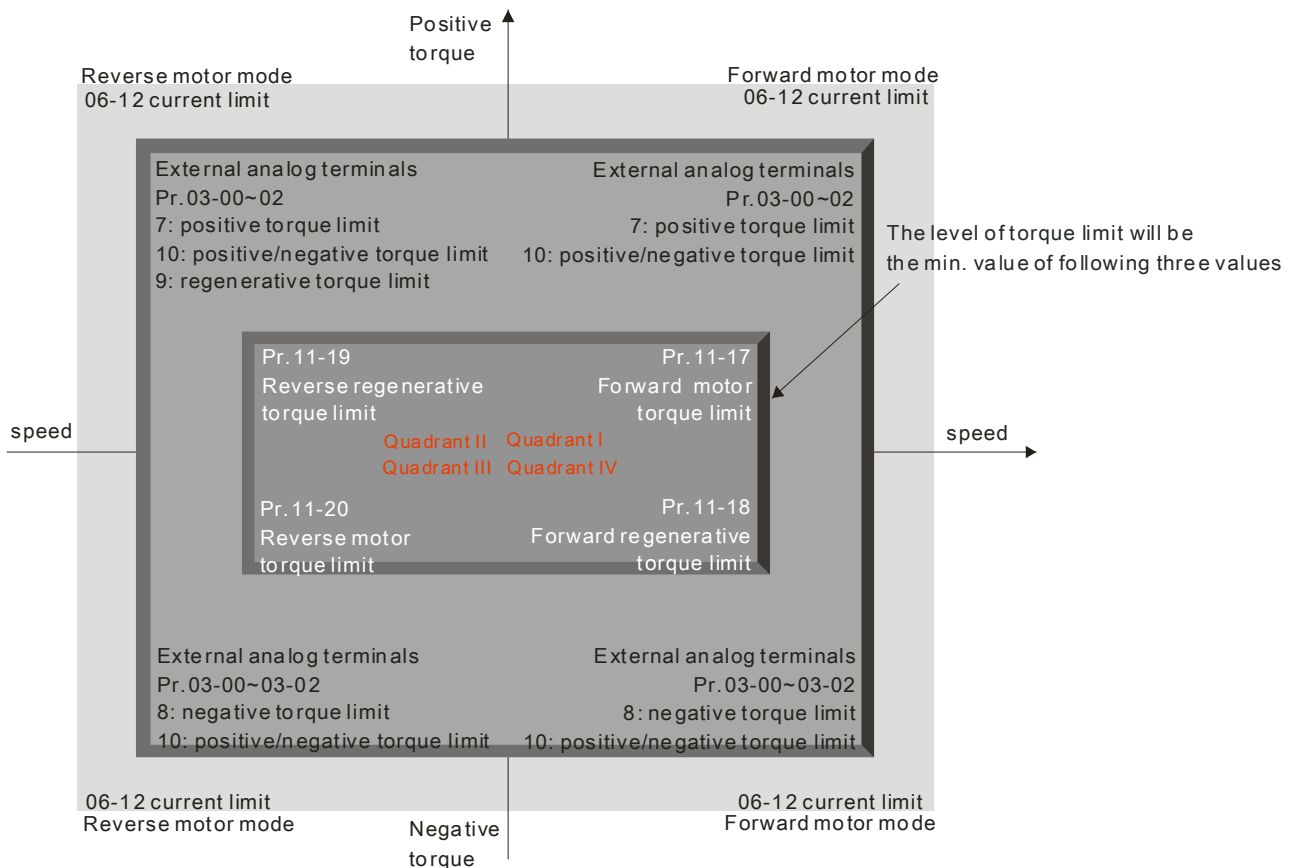 Positive
torque
Reverse motor mode
06-12 current limit
Forward motor mode
06-12 current limit
External analog terminals
Pr.03-00~02
7: positive torque limit
10: positive/negative torque limit
9: regenerative torque limit
External analog terminals
Pr.03-00~02
7: positive torque limit
10: positive/negative torque limit
The level of torque limit will be
the min. value of following three values
Pr.11-19
Reverse regenerative
torque limit
Pr.11-17
Forward motor
torque limit
speed
Quadrant II
Quadrant I
speed
Quadrant III
Quadrant IV
Pr.11-20
Reverse motor
torque limit
Pr.11-18
Forward regenerative
torque limit
External analog terminals
Pr.03-00~03-02
8: negative torque limit
10: positive/negative torque limit
External analog terminals
Pr.03-00~03-02
8: negative torque limit
10: positive/negative torque limit
06-12 current limit
Reverse motor mode
06-12 current limit
Forward motor mode
Negative
torque